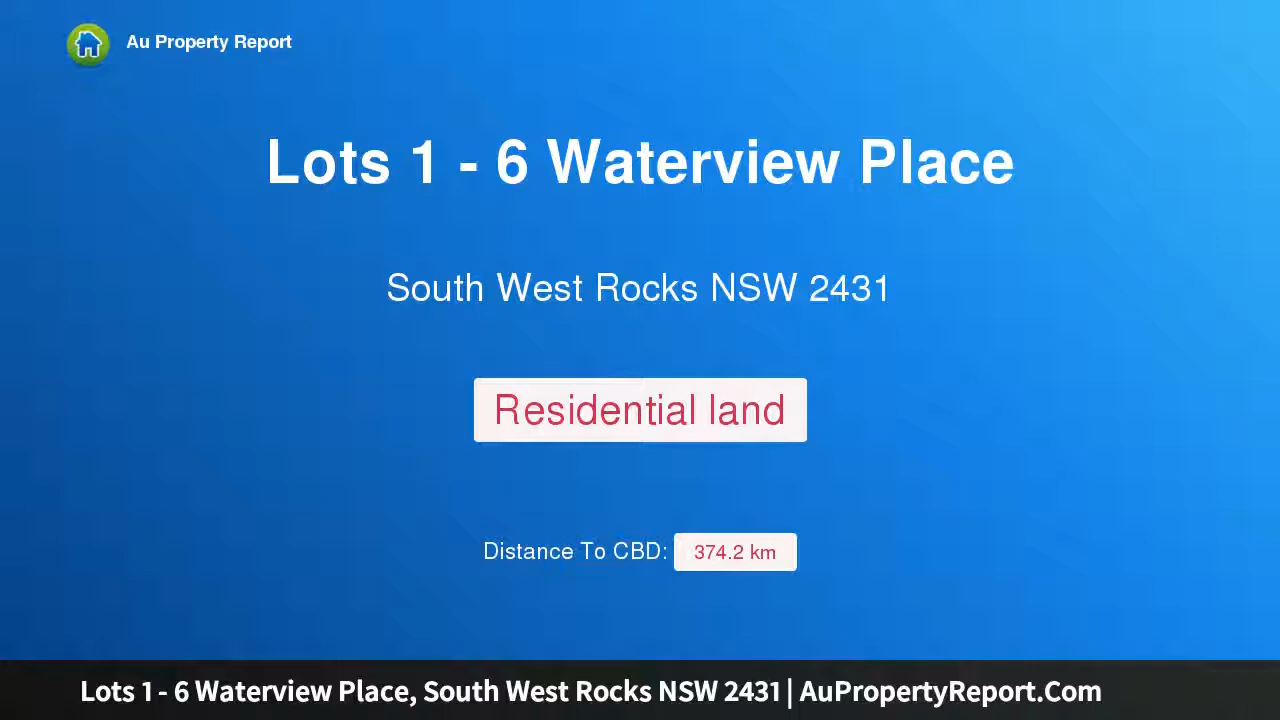 Au Property Report
Lots 1 - 6 Waterview Place
South West Rocks NSW 2431
Residential land
Distance To CBD: 374.2 km
Lots 1 - 6 Waterview Place, South West Rocks NSW 2431 | AuPropertyReport.Com